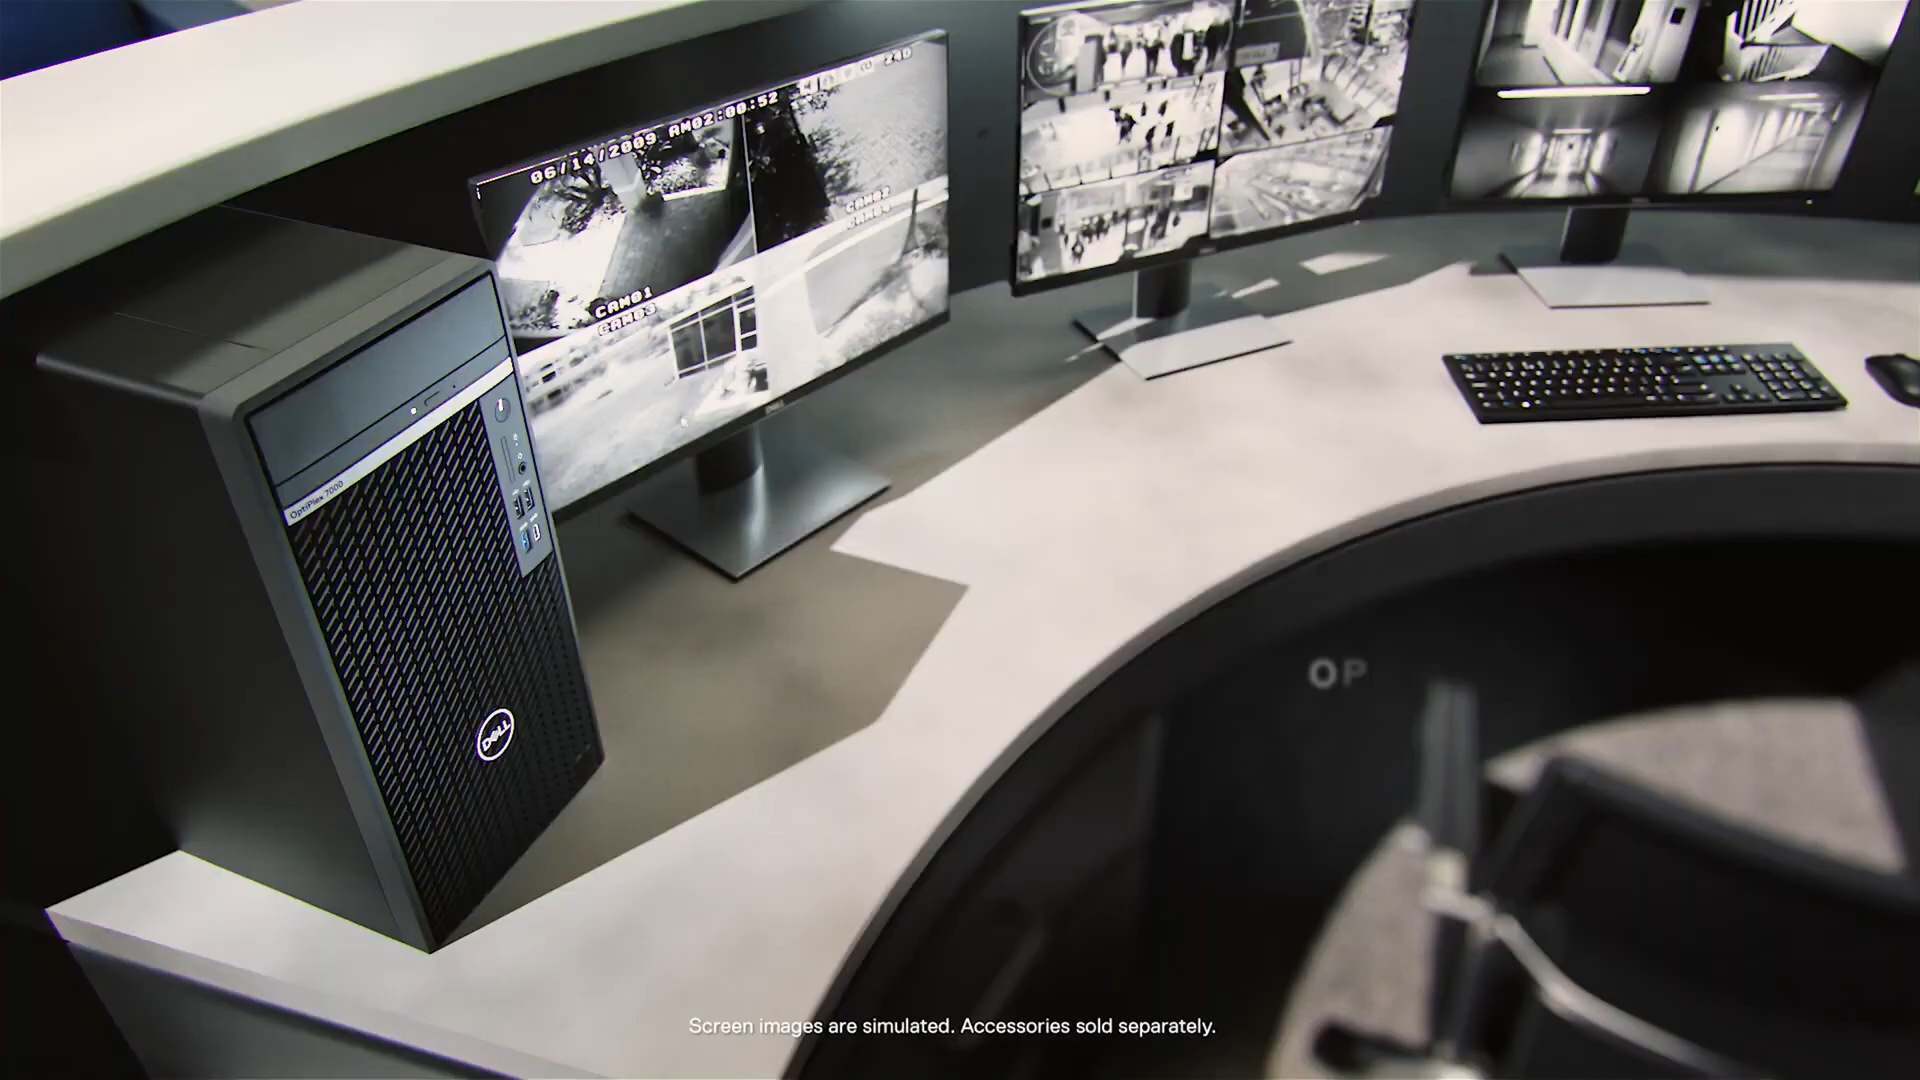 06/14/2009 AM02:00:52
240
CAM02
CAM04
CAM01
CAM03
DELL
OptiPlex 7000
DELL
OP
Screen images are simulated. Accessories sold separately.